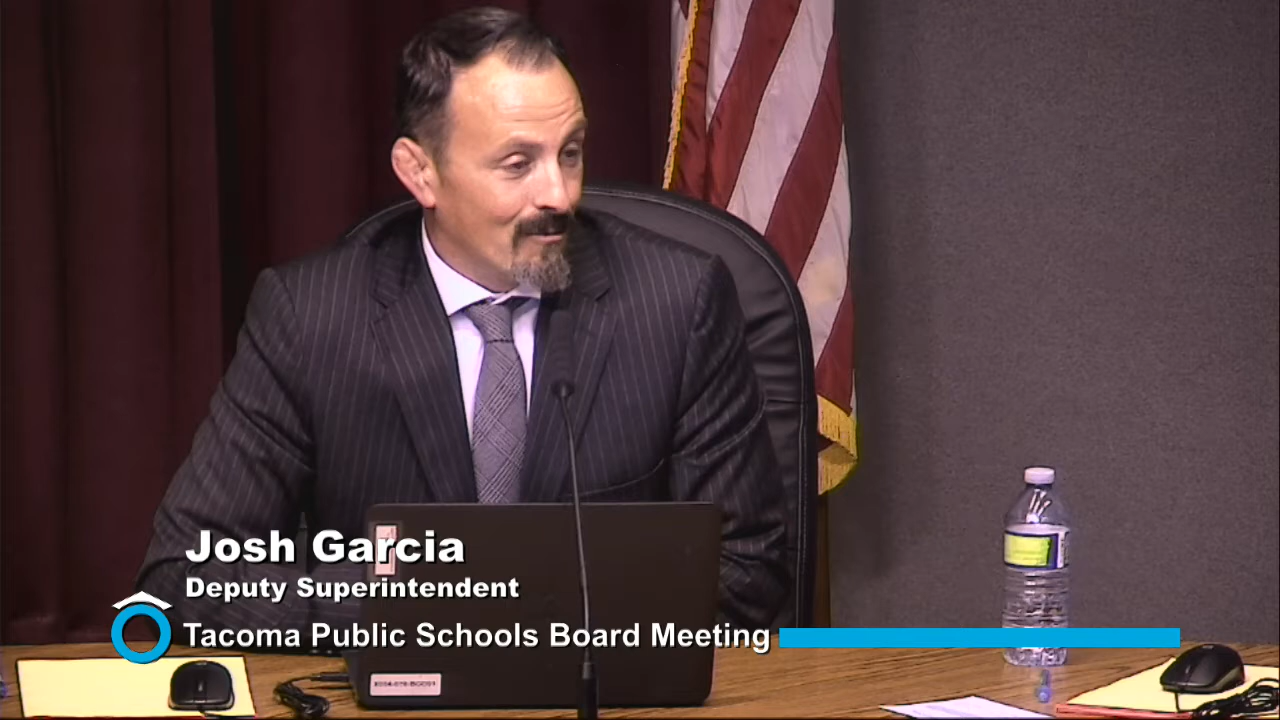 Josh Garcia
Deputy Superintendent
Tacoma Public Schools Board Meeting